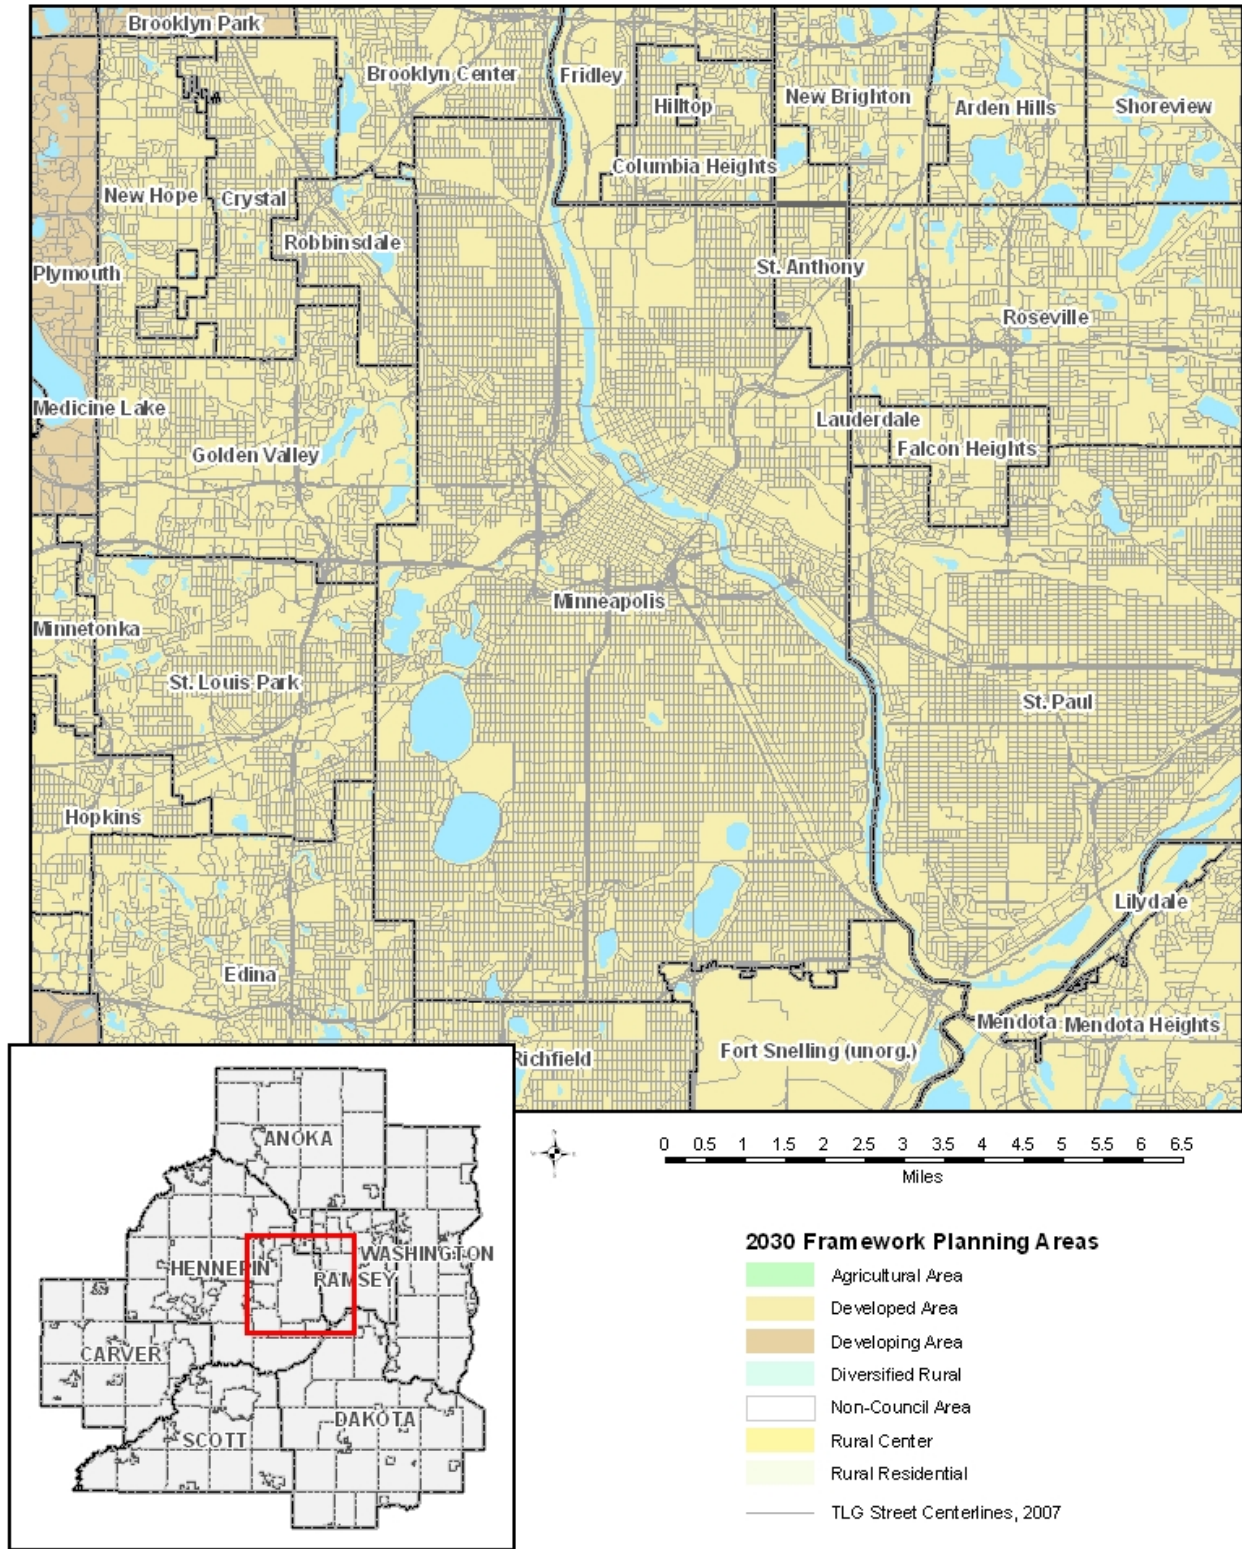 Brooklyn Park
Brooklyn Center
Fridley
Hilltop
New Brighton
Arden Hills
Shoreview
Columbia Heights
New Hope
Crystal
Robbinsdale
Plymouth
St. Anthony
Roseville
Medicine Lake
Lauderdale
Golden Valley
Falcon Heights
Minneapolis
Minnetonka
St. Louis Park
St. Paul
Hopkins
Lilydale
Edina
Mendota
Mendota Heights
Richfield
Fort Snelling (unorg.)
ANOKA
WASHINGTON
HENNEPIN
RAMSEY
CARVER
DAKOTA
SCOTT
0 0.5 1 1.5 2 2.5 3 3.5 4 4.5 5 5.5 6 6.5
Miles
2030 Framework Planning Areas
Agricultural Area
Developed Area
Developing Area
Diversified Rural
Non-Council Area
Rural Center
Rural Residential
TLG Street Centerlines, 2007